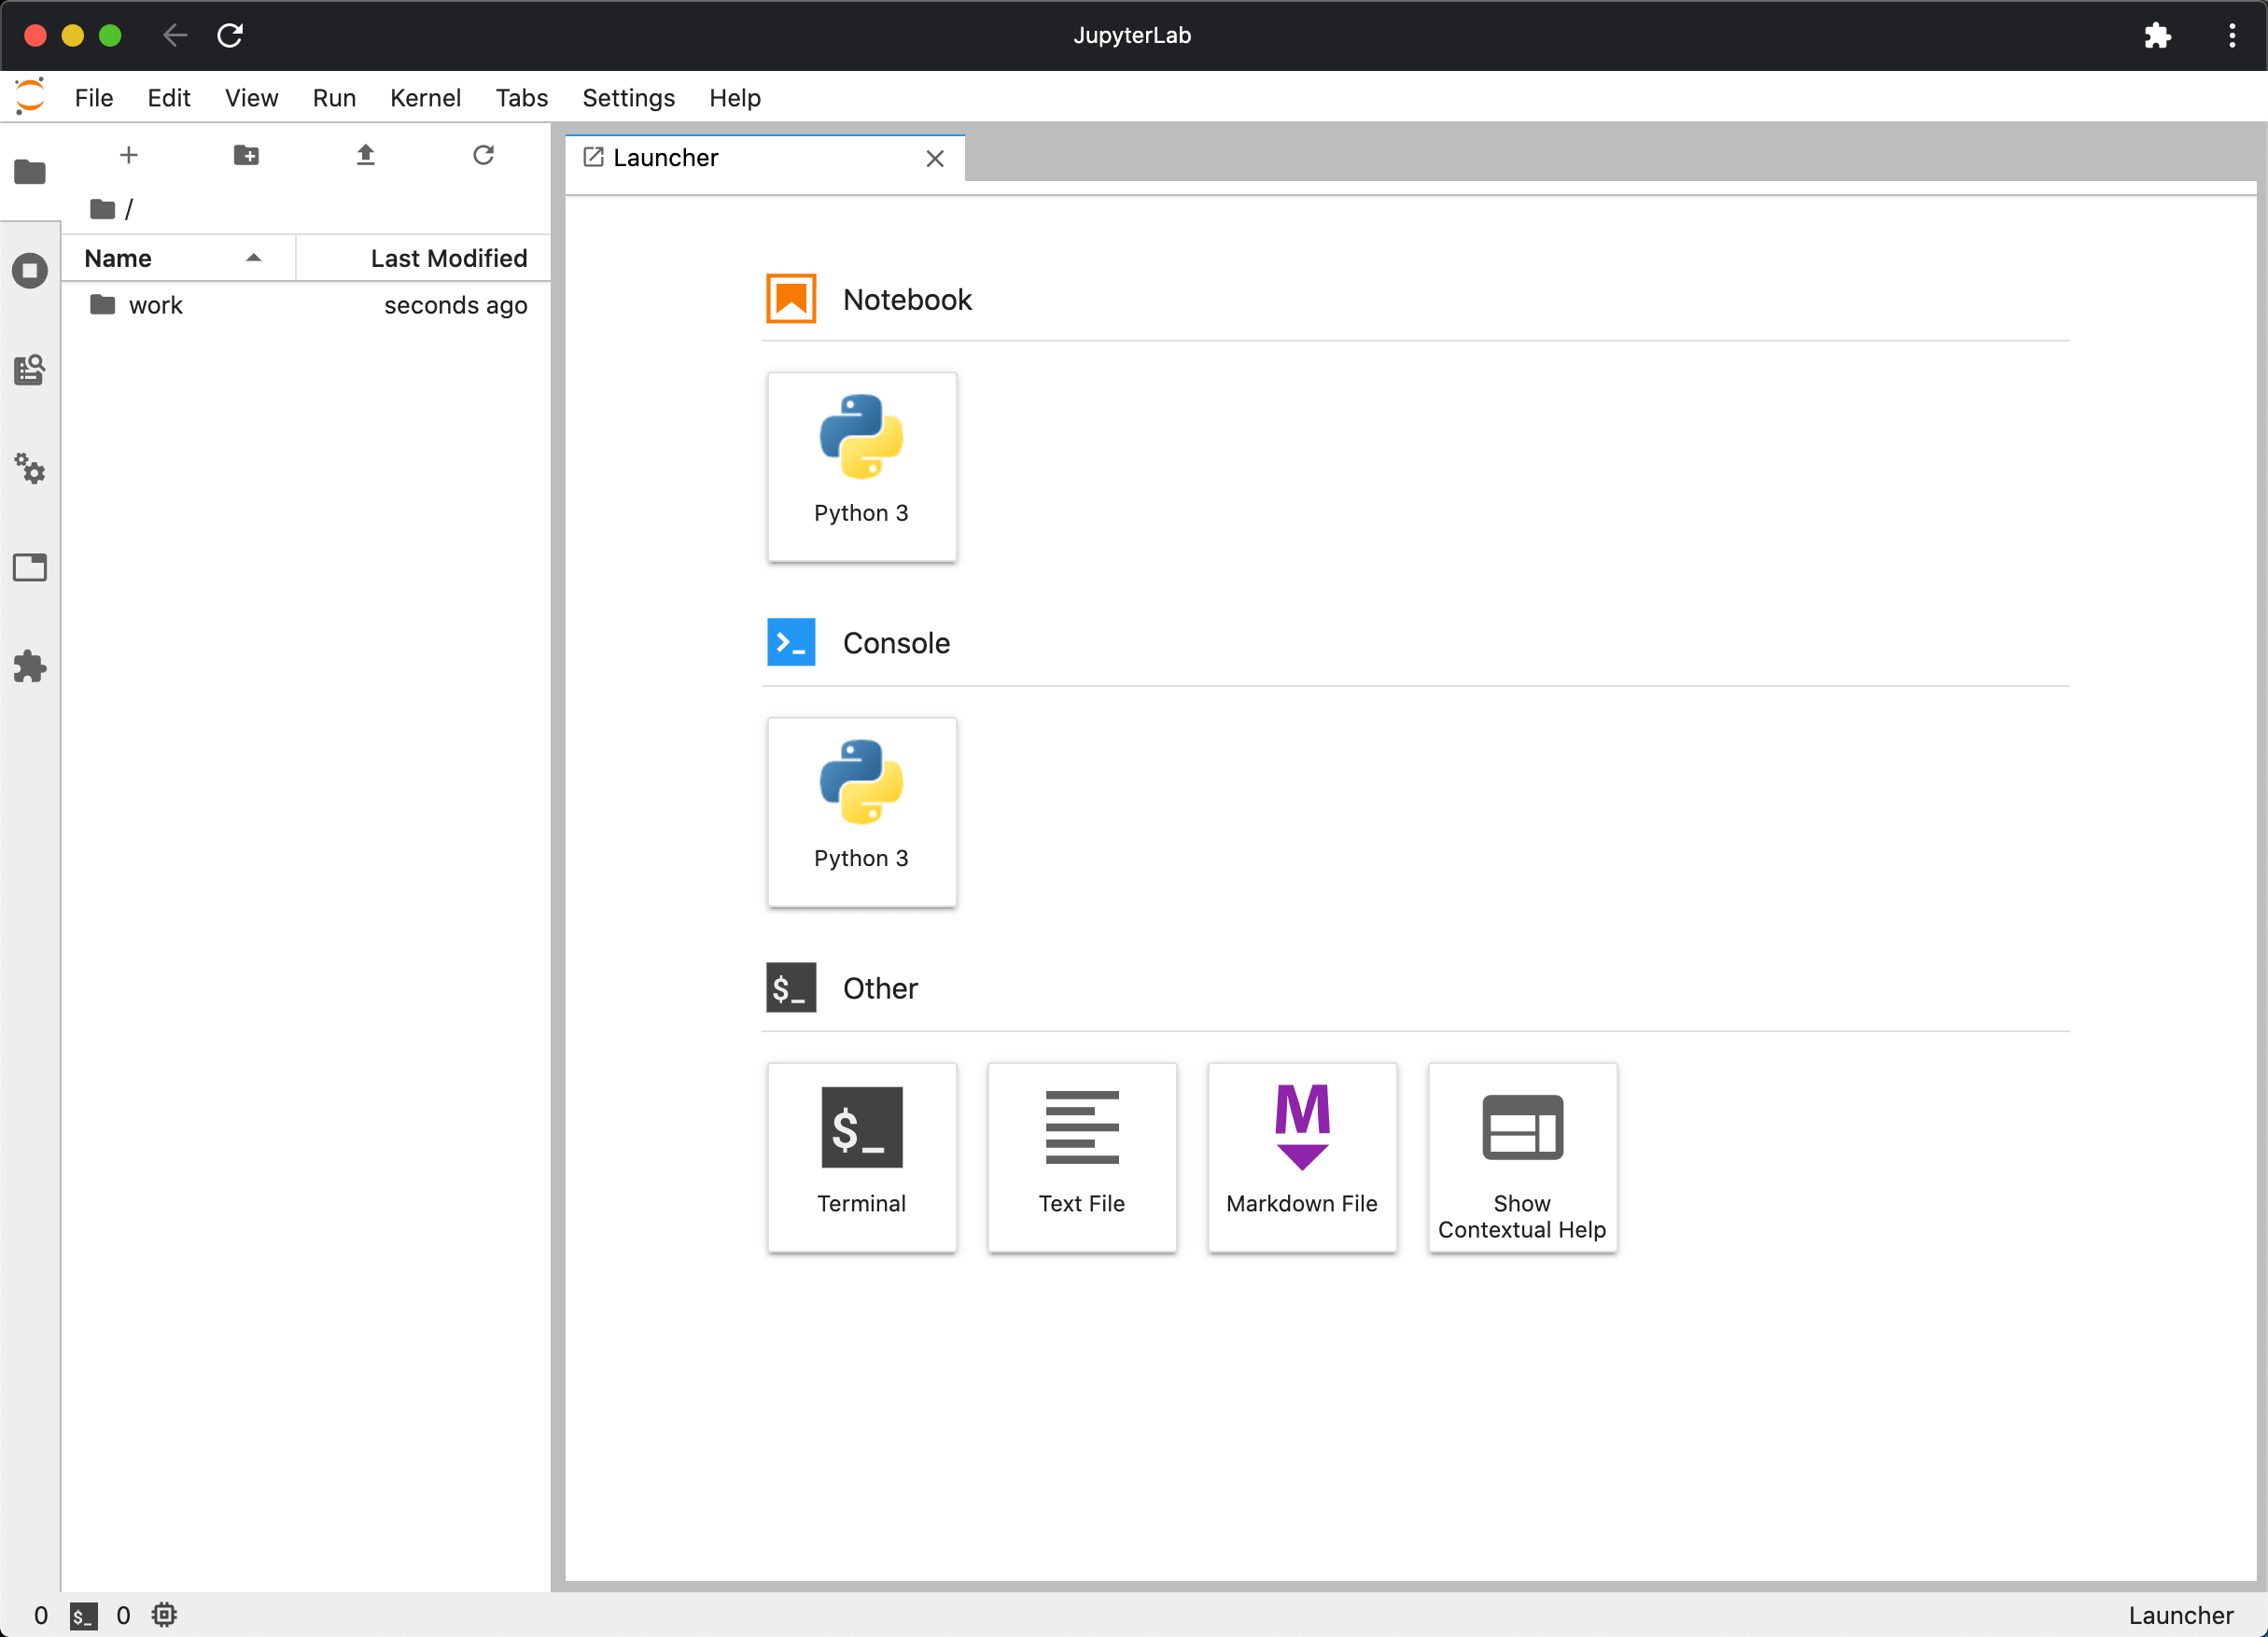 JupyterLab
File Edit View Run Kernel Tabs Settings Help
Launcher
/
Name Last Modified
work seconds ago
Notebook
Python 3
Console
Python 3
$_ Other
$_
Terminal
Text File
M
Markdown File
Show
Contextual Help
0 $_ 0 Launcher